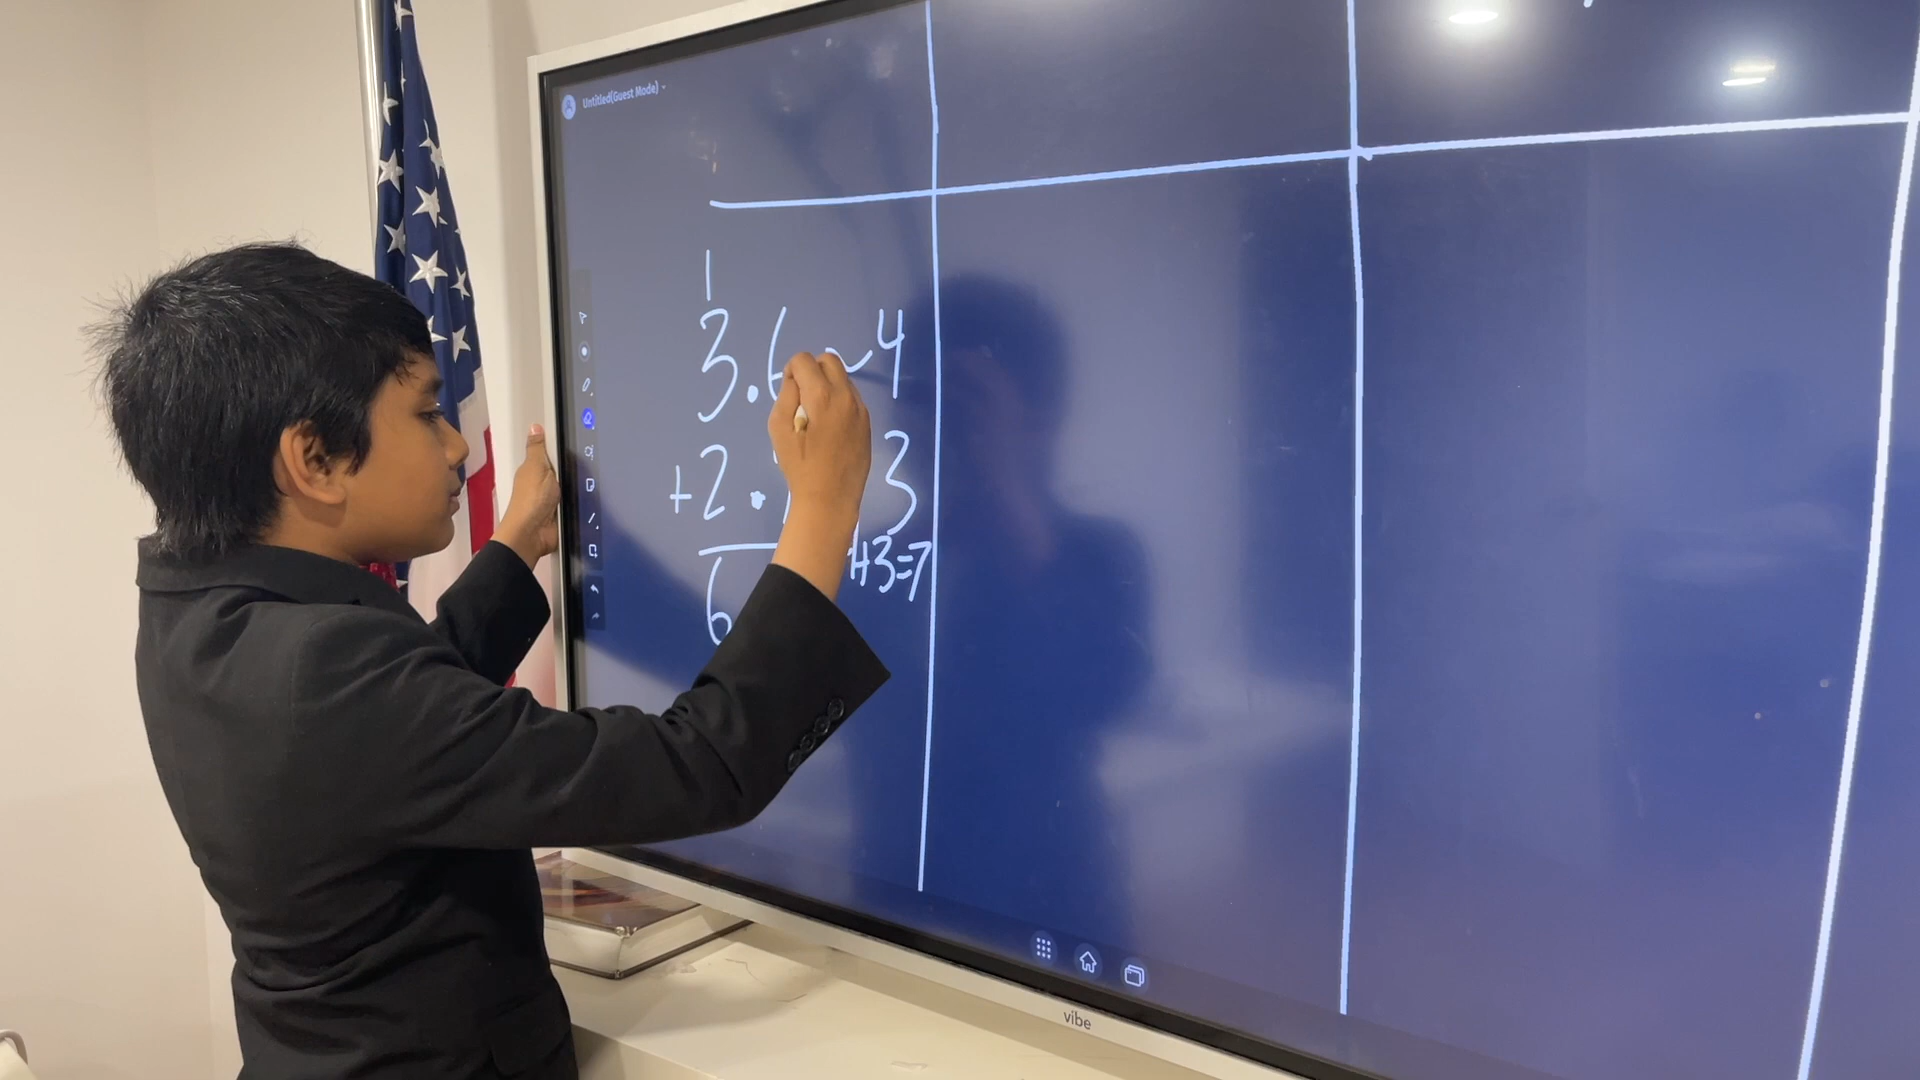 Untitled(Guest Mode)
1
3.6 4
+2. 3
+3=7
6
vibe